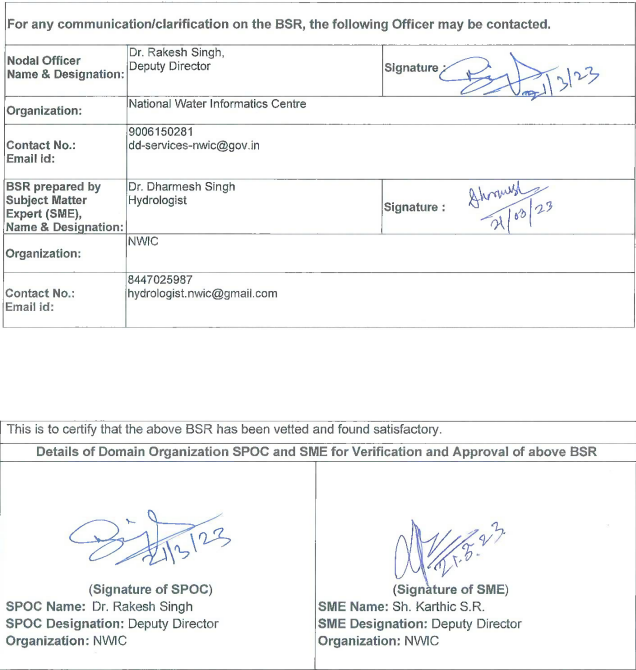 For any communication/clarification on the BSR, the following Officer may be contacted.
Nodal Officer
Name & Designation:
Dr. Rakesh Singh,
Deputy Director
Signature :
21/3/23
Organization:
National Water Informatics Centre
Contact No.:
Email id:
9006150281
dd-services-nwic@gov.in
BSR prepared by
Subject Matter
Expert (SME),
Name & Designation:
Dr. Dharmesh Singh
Hydrologist
Signature :
Dharmesh
21/03/23
Organization:
NWIC
Contact No.:
Email id:
8447025987
hydrologist.nwic@gmail.com
This is to certify that the above BSR has been vetted and found satisfactory.
Details of Domain Organization SPOC and SME for Verification and Approval of above BSR
21/3/23
(Signature of SPOC)
SPOC Name: Dr. Rakesh Singh
SPOC Designation: Deputy Director
Organization: NWIC
21.3.23
(Signature of SME)
SME Name: Sh. Karthic S.R.
SME Designation: Deputy Director
Organization: NWIC